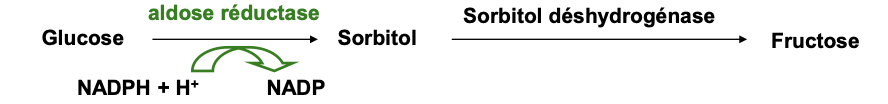 aldose réductase
Sorbitol déshydrogénase
Glucose
Sorbitol
Fructose
NADPH + H⁺
NADP